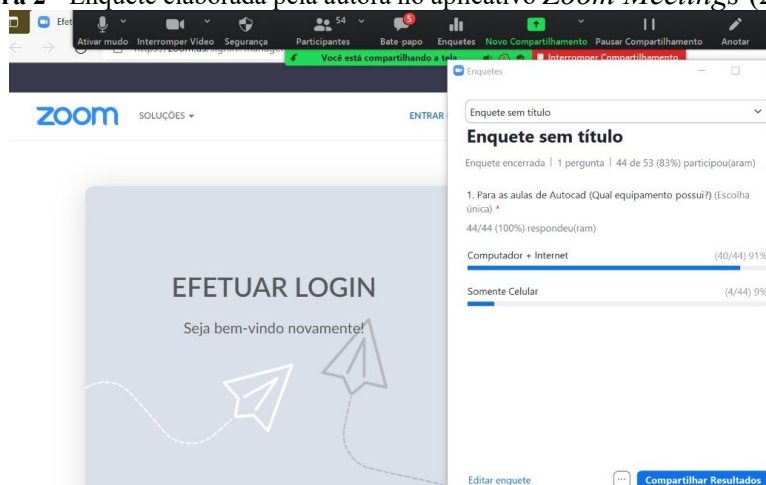 Enquete elaborada pela autora no aplicativo Zoom Meetings
54
5
Ativar mudo Interromper Vídeo Segurança Participantes Bate papo Enquetes Novo Compartilhamento Pausar Compartilhamento Anotar
Você está compartilhando a tela Interromper Compartilhamento
zoom SOLUÇÕES ENTRAR
EFETUAR LOGIN
Seja bem-vindo novamente!
Enquetes
Enquete sem título
Enquete sem título
Enquete encerrada | 1 pergunta | 44 de 53 (83%) participou(aram)
1. Para as aulas de Autocad (Qual equipamento possui?) (Escolha
única) *
44/44 (100%) respondeu(ram)
Computador + Internet (40/44) 91%
Somente Celular (4/44) 9%
Editar enquete ... Compartilhar Resultados